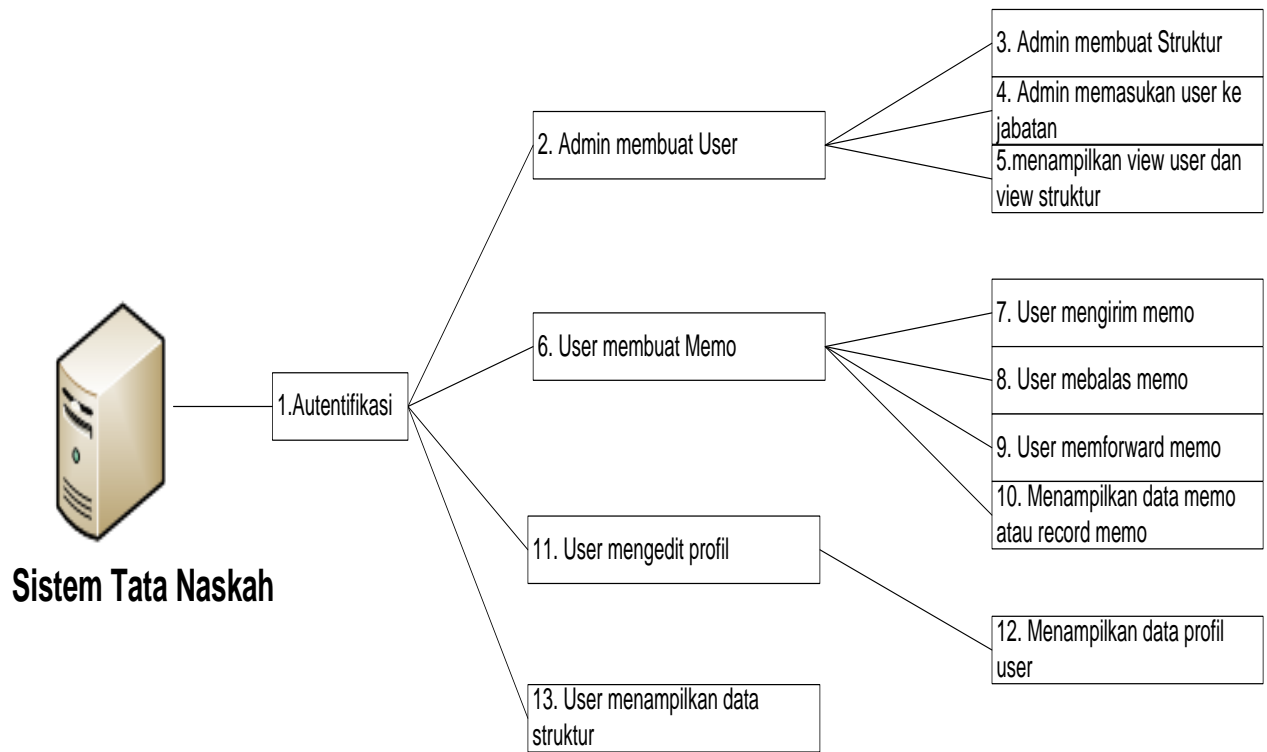 Sistem Tata Naskah
1.Autentifikasi
2. Admin membuat User
3. Admin membuat Struktur
4. Admin memasukan user ke
jabatan
5.menampilkan view user dan
view struktur
6. User membuat Memo
7. User mengirim memo
8. User mebalas memo
9. User memforward memo
10. Menampilkan data memo
atau record memo
11. User mengedit profil
12. Menampilkan data profil
user
13. User menampilkan data
struktur